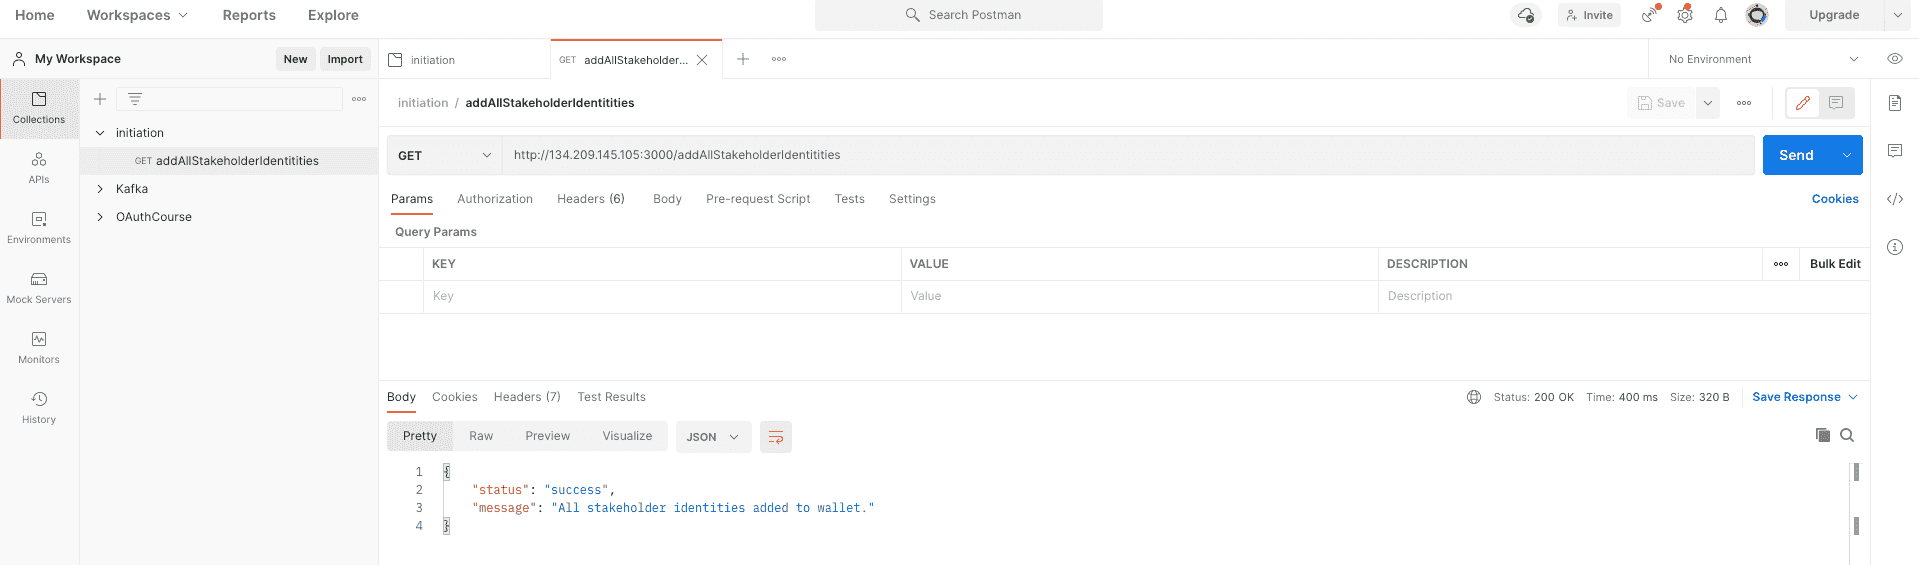 Home Workspaces Reports Explore Search Postman Invite Upgrade
My Workspace New Import initiation GET addAllStakeholder... No Environment
Collections
initiation / addAllStakeholderIdentitities Save
initiation
GET addAllStakeholderIdentitities
GET http://134.209.145.105:3000/addAllStakeholderIdentitities Send
APIs
Kafka
OAuthCourse
Params Authorization Headers (6) Body Pre-request Script Tests Settings Cookies
Environments
Query Params
KEY VALUE DESCRIPTION Bulk Edit
Key Value Description
Mock Servers
Monitors
History
Body Cookies Headers (7) Test Results Status: 200 OK Time: 400 ms Size: 320 B Save Response
Pretty Raw Preview Visualize JSON
1 {
2 "status": "success",
3 "message": "All stakeholder identities added to wallet."
4 }